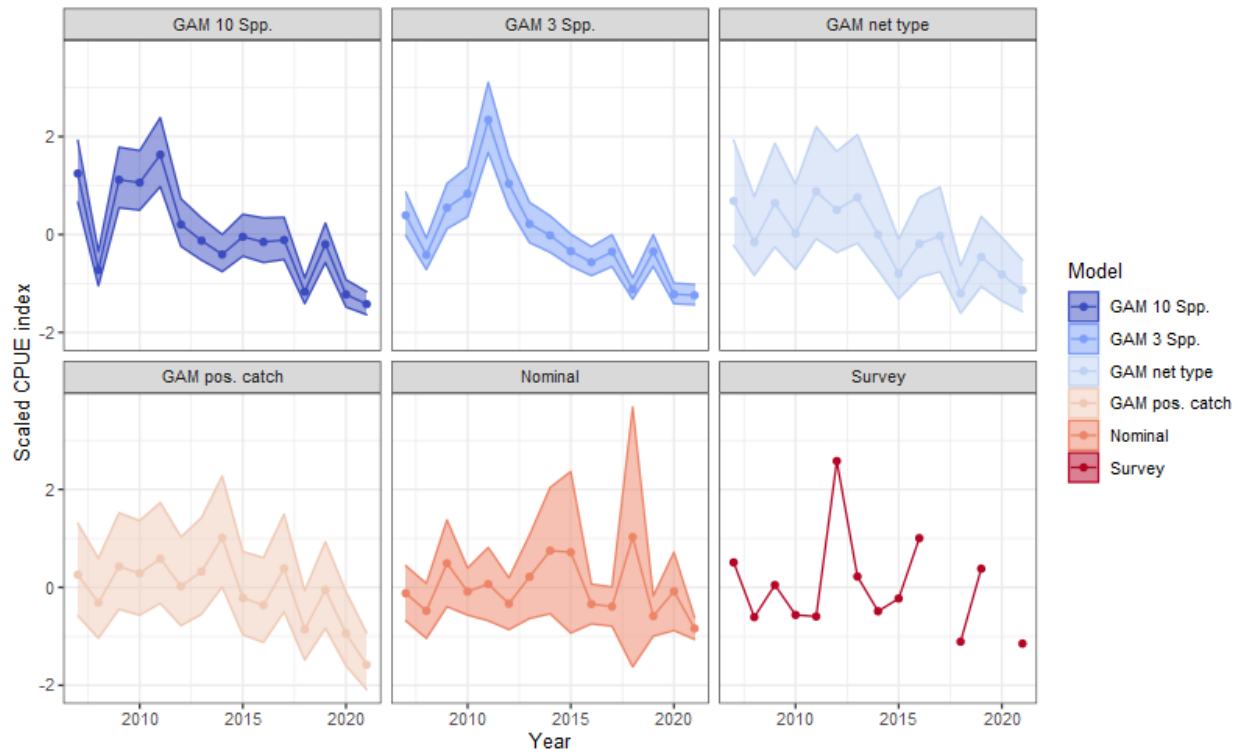 GAM 10 Spp.
GAM 3 Spp.
GAM net type
2
0
-2
GAM pos. catch
Nominal
Survey
2
0
-2
2010
2015
2020
2010
2015
2020
2010
2015
2020
Year
Scaled CPUE index
Model
GAM 10 Spp.
GAM 3 Spp.
GAM net type
GAM pos. catch
Nominal
Survey